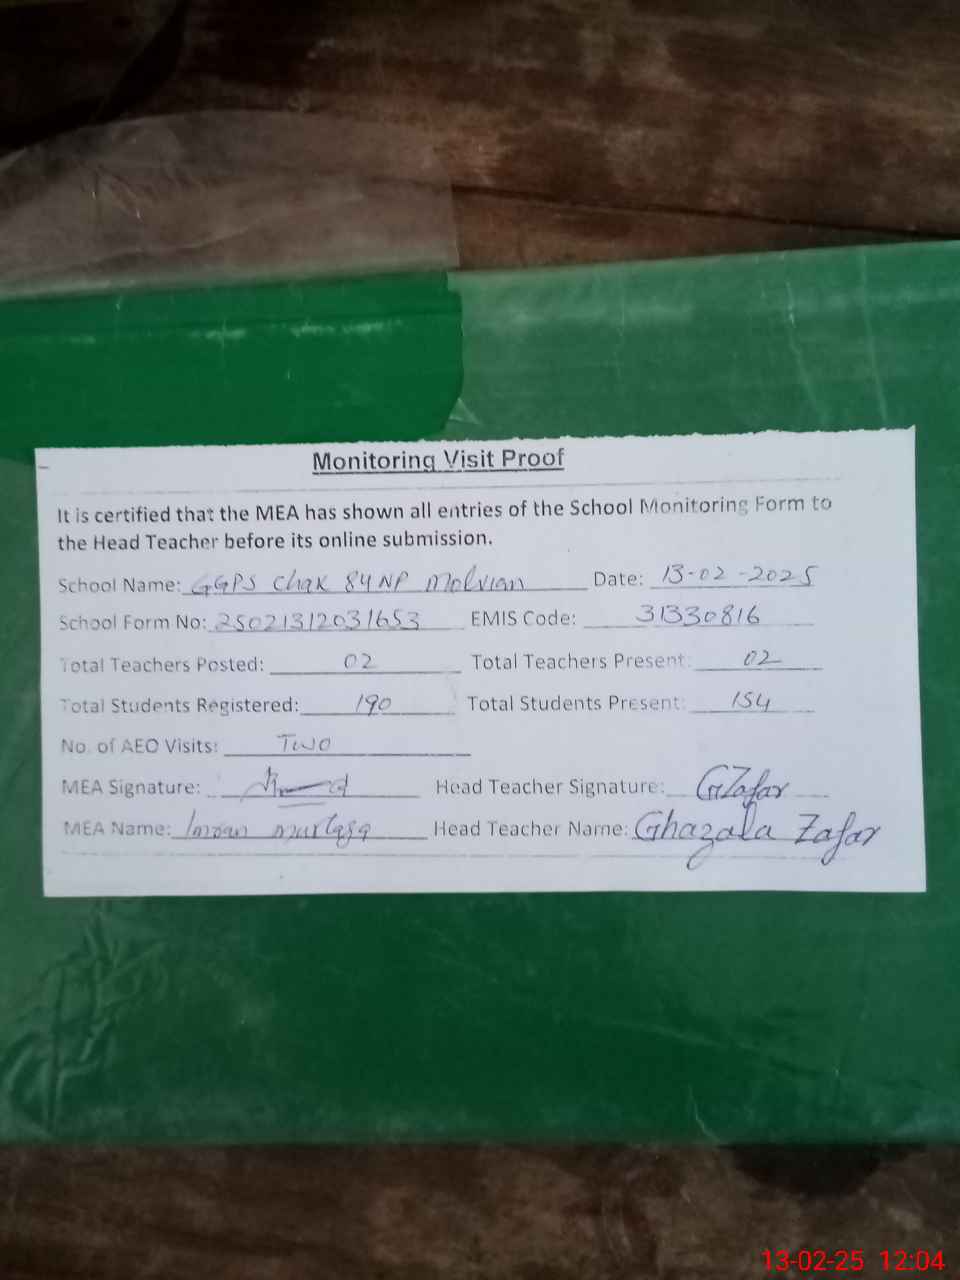 Monitoring Visit Proof
It is certified that the MEA has shown all entries of the School Monitoring Form to
the Head Teacher before its online submission.
School Name: GGPS Chak 84NP Molvian Date: 13-02-2025
School Form No: 25021312031653 EMIS Code: 31330816
Total Teachers Posted: 02 Total Teachers Present: 02
Total Students Registered: 190 Total Students Present: 154
No. of AEO Visits: Two
MEA Signature: Head Teacher Signature: GZafar
MEA Name: Imran murtaza Head Teacher Name: Ghazala Zafar
13-02-25 12:04